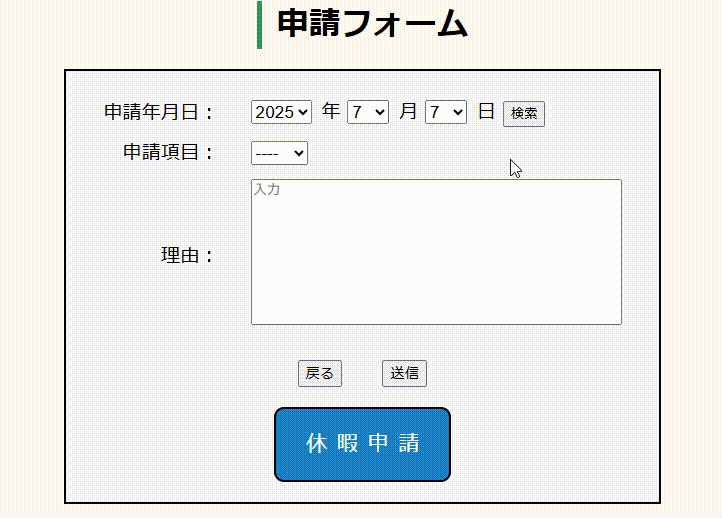 申請フォーム
申請年月日： 2025 年 7 月 7 日 検索
申請項目： ----
入力
理由：
戻る 送信
休暇申請